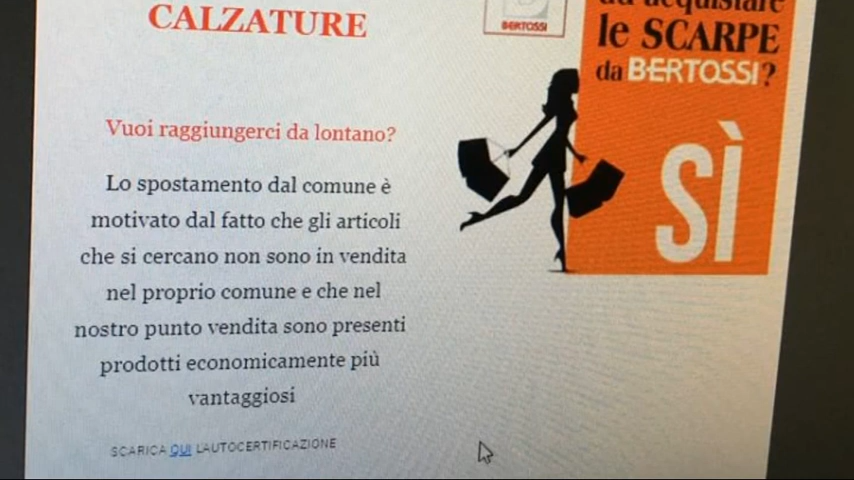 CALZATURE
Vuoi raggiungerci da lontano?
Lo spostamento dal comune è
motivato dal fatto che gli articoli
che si cercano non sono in vendita
nel proprio comune e che nel
nostro punto vendita sono presenti
prodotti economicamente più
vantaggiosi
SCARICA QUI L'AUTOCERTIFICAZIONE
BERTOSSI
da acquistare
le SCARPE
da BERTOSSI?
SÌ